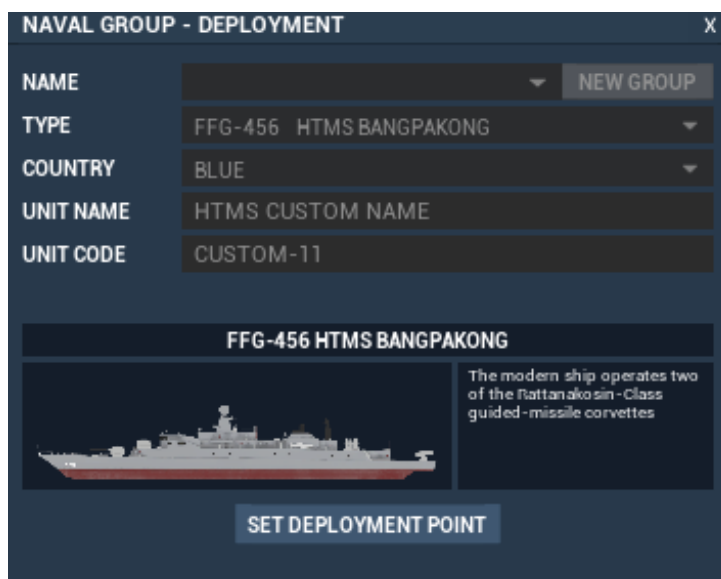 NAVAL GROUP - DEPLOYMENT X
NAME NEW GROUP
TYPE FFG-456 HTMS BANGPAKONG
COUNTRY BLUE
UNIT NAME HTMS CUSTOM NAME
UNIT CODE CUSTOM-11
FFG-456 HTMS BANGPAKONG
The modern ship operates two
of the Rattanakosin-Class
guided-missile corvettes
SET DEPLOYMENT POINT